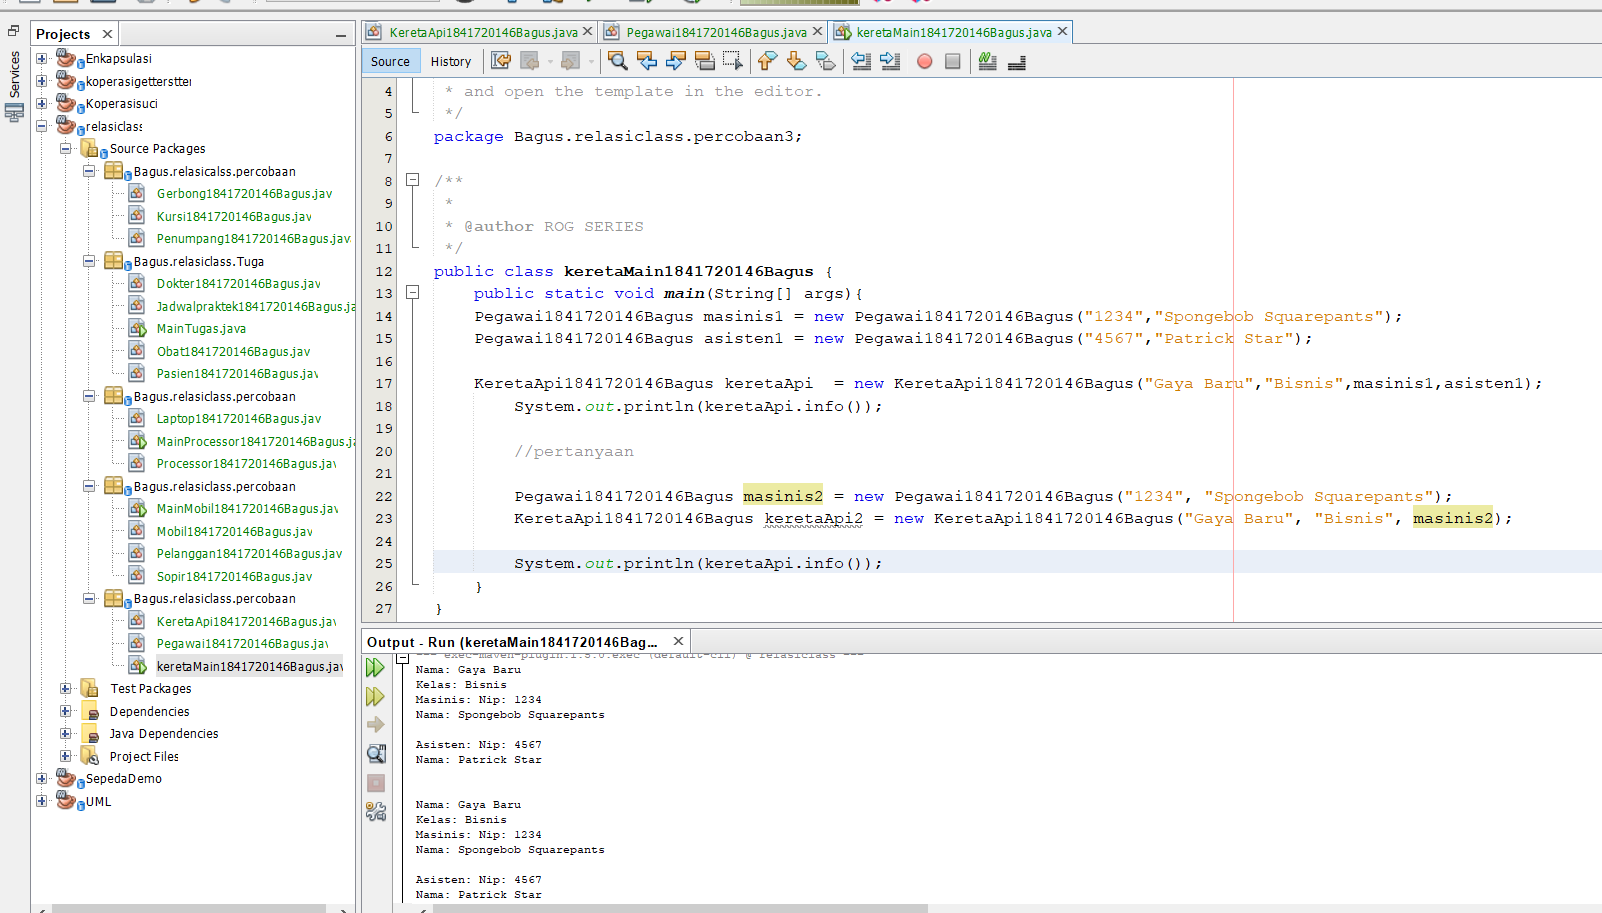 Services
Projects
Enkapsulasi
koperasigetterstter
Koperasisuci
relasiclass
Source Packages
Bagus.relasicalss.percobaan
Gerbong1841720146Bagus.jav
Kursi1841720146Bagus.jav
Penumpang1841720146Bagus.java
Bagus.relasiclass.Tuga
Dokter1841720146Bagus.jav
Jadwalpraktek1841720146Bagus.ja
MainTugas.java
Obat1841720146Bagus.jav
Pasien1841720146Bagus.jav
Bagus.relasiclass.percobaan
Laptop1841720146Bagus.jav
MainProcessor1841720146Bagus.ja
Processor1841720146Bagus.jav
Bagus.relasiclass.percobaan
MainMobil1841720146Bagus.jav
Mobil1841720146Bagus.jav
Pelanggan1841720146Bagus.jav
Sopir1841720146Bagus.jav
Bagus.relasiclass.percobaan
KeretaApi1841720146Bagus.jav
Pegawai1841720146Bagus.jav
keretaMain1841720146Bagus.jav
Test Packages
Dependencies
Java Dependencies
Project Files
SepedaDemo
UML
KeretaApi1841720146Bagus.java
Pegawai1841720146Bagus.java
keretaMain1841720146Bagus.java
Source History
4 * and open the template in the editor.
5 */
6 package Bagus.relasiclass.percobaan3;
7
8 /**
9 *
10 * @author ROG SERIES
11 */
12 public class keretaMain1841720146Bagus {
13 public static void main(String[] args){
14 Pegawai1841720146Bagus masinis1 = new Pegawai1841720146Bagus("1234","Spongebob Squarepants");
15 Pegawai1841720146Bagus asisten1 = new Pegawai1841720146Bagus("4567","Patrick Star");
16
17 KeretaApi1841720146Bagus keretaApi  = new KeretaApi1841720146Bagus("Gaya Baru","Bisnis",masinis1,asisten1);
18 System.out.println(keretaApi.info());
19
20 //pertanyaan
21
22 Pegawai1841720146Bagus masinis2 = new Pegawai1841720146Bagus("1234", "Spongebob Squarepants");
23 KeretaApi1841720146Bagus keretaApi2 = new KeretaApi1841720146Bagus("Gaya Baru", "Bisnis", masinis2);
24
25 System.out.println(keretaApi.info());
26 }
27 }
Output - Run (keretaMain1841720146Bag...
--- exec-maven-plugin:1.5.0:exec (default-cli) @ relasiclass ---
Nama: Gaya Baru
Kelas: Bisnis
Masinis: Nip: 1234
Nama: Spongebob Squarepants
Asisten: Nip: 4567
Nama: Patrick Star
Nama: Gaya Baru
Kelas: Bisnis
Masinis: Nip: 1234
Nama: Spongebob Squarepants
Asisten: Nip: 4567
Nama: Patrick Star